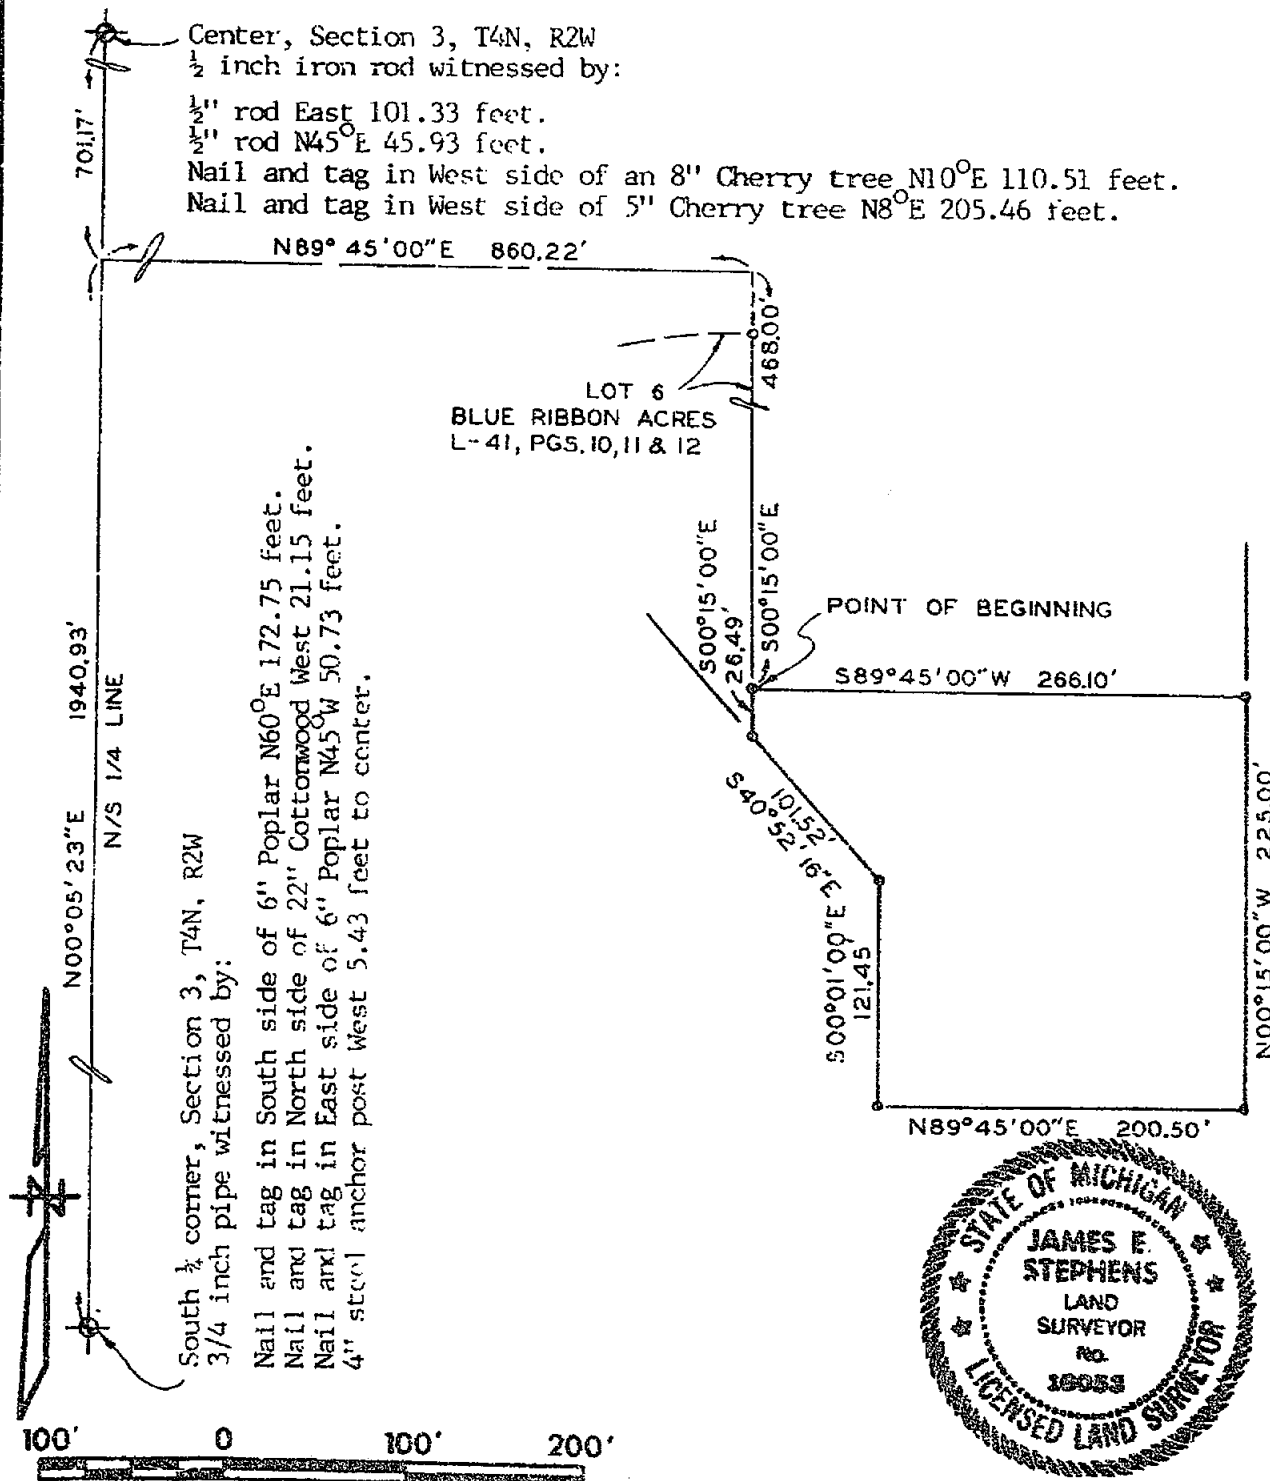 Center, Section 3, T4N, R2W
½ inch iron rod witnessed by:
½" rod East 101.33 feet.
½" rod N45°E 45.93 feet.
Nail and tag in West side of an 8" Cherry tree N10°E 110.51 feet.
Nail and tag in West side of 5" Cherry tree N8°E 205.46 feet.
701.17'
N89°45'00"E 860.22'
468.00'
LOT 6
BLUE RIBBON ACRES
L-41, PGS. 10, 11 & 12
S00°15'00"E
26.49'
S00°15'00"E
POINT OF BEGINNING
S89°45'00"W 266.10'
101.52'
S40°52'16"E
S00°01'00"E
121.45'
N00°15'00"W 225.00'
N89°45'00"E 200.50'
N00°05'23"E 1940.93'
N/S 1/4 LINE
South ¼ corner, Section 3, T4N, R2W
3/4 inch pipe witnessed by:
Nail and tag in South side of 6" Poplar N60°E 172.75 feet.
Nail and tag in North side of 22" Cottonwood West 21.15 feet.
Nail and tag in East side of 6" Poplar N45°W 50.73 feet.
4" steel anchor post West 5.43 feet to center.
N
STATE OF MICHIGAN
JAMES E.
STEPHENS
LAND
SURVEYOR
No.
LICENSED LAND SURVEYOR
100' 0 100' 200'